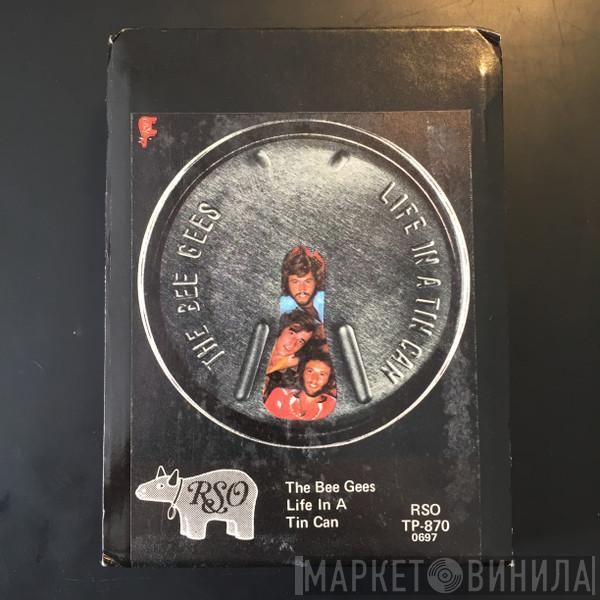 THE BEE GEES
LIFE IN A TIN CAN
RSO
The Bee Gees
Life In A
Tin Can
RSO
TP-870
0697
МАРКЕТ ВИНИЛА